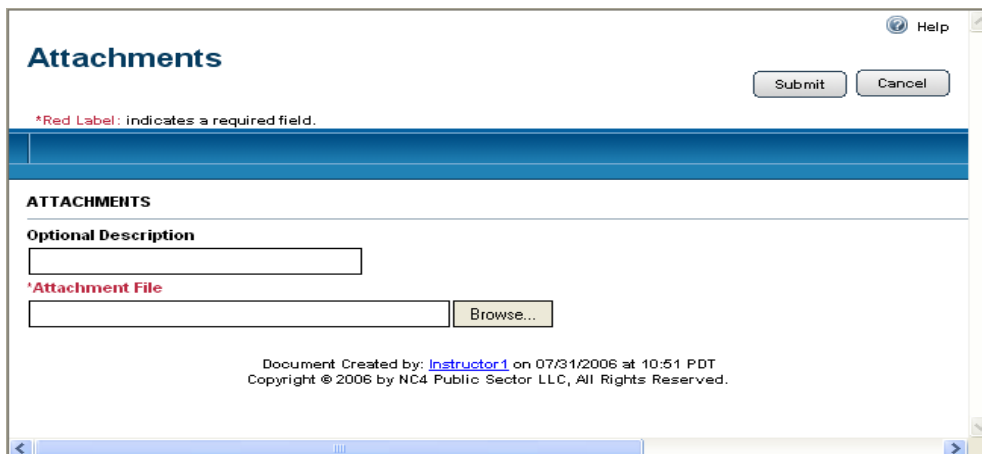 Help
Attachments
Submit Cancel
*Red Label: indicates a required field.
ATTACHMENTS
Optional Description
*Attachment File
Browse...
Document Created by: Instructor1 on 07/31/2006 at 10:51 PDT
Copyright © 2006 by NC4 Public Sector LLC, All Rights Reserved.